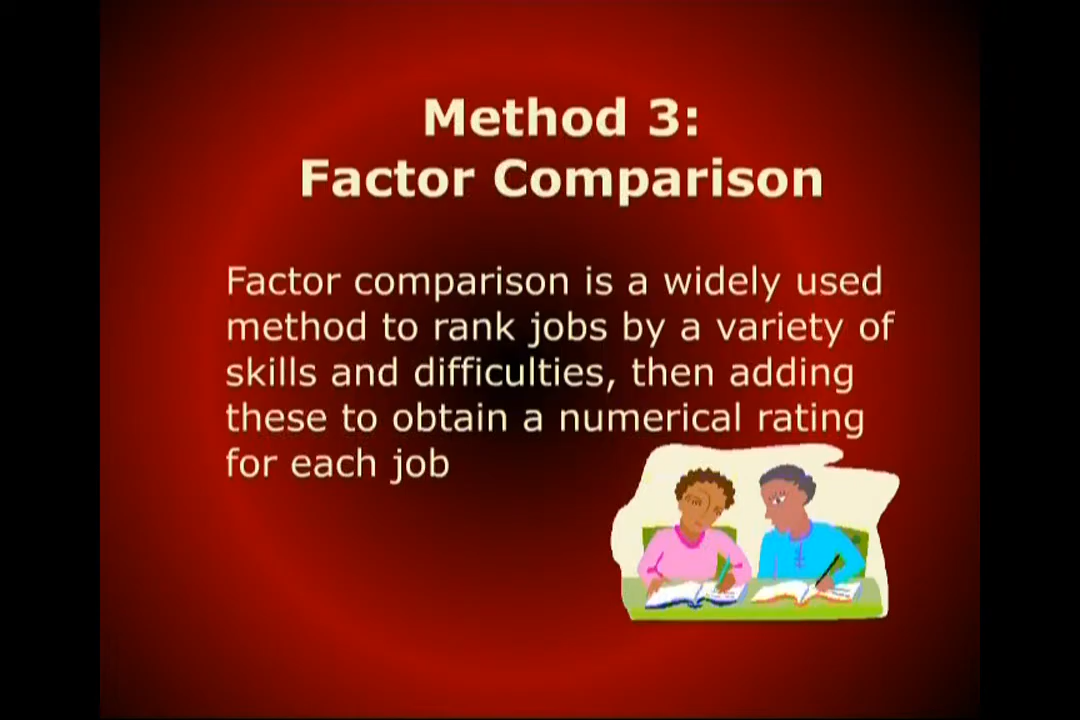 Method 3:
Factor Comparison
Factor comparison is a widely used
method to rank jobs by a variety of
skills and difficulties, then adding
these to obtain a numerical rating
for each job